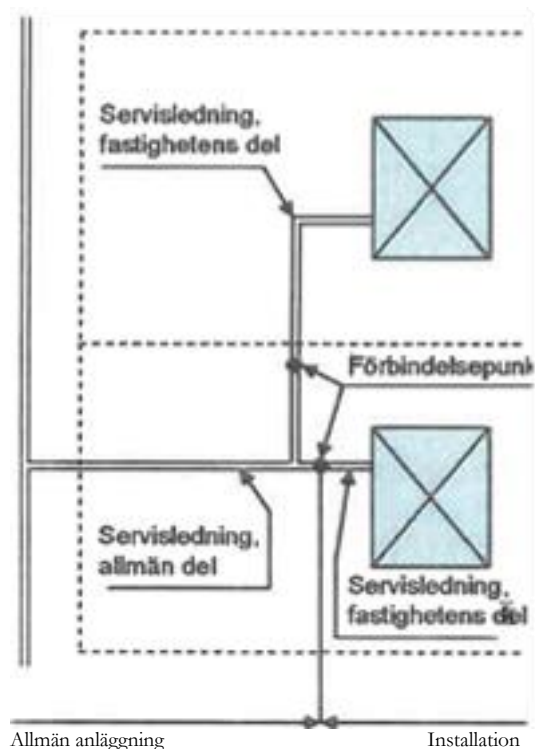 Servisledning,
fastighetens del
Förbindelsepunk
Servisledning,
allmän del
Servisledning,
fastighetens del
Allmän anläggning
Installation